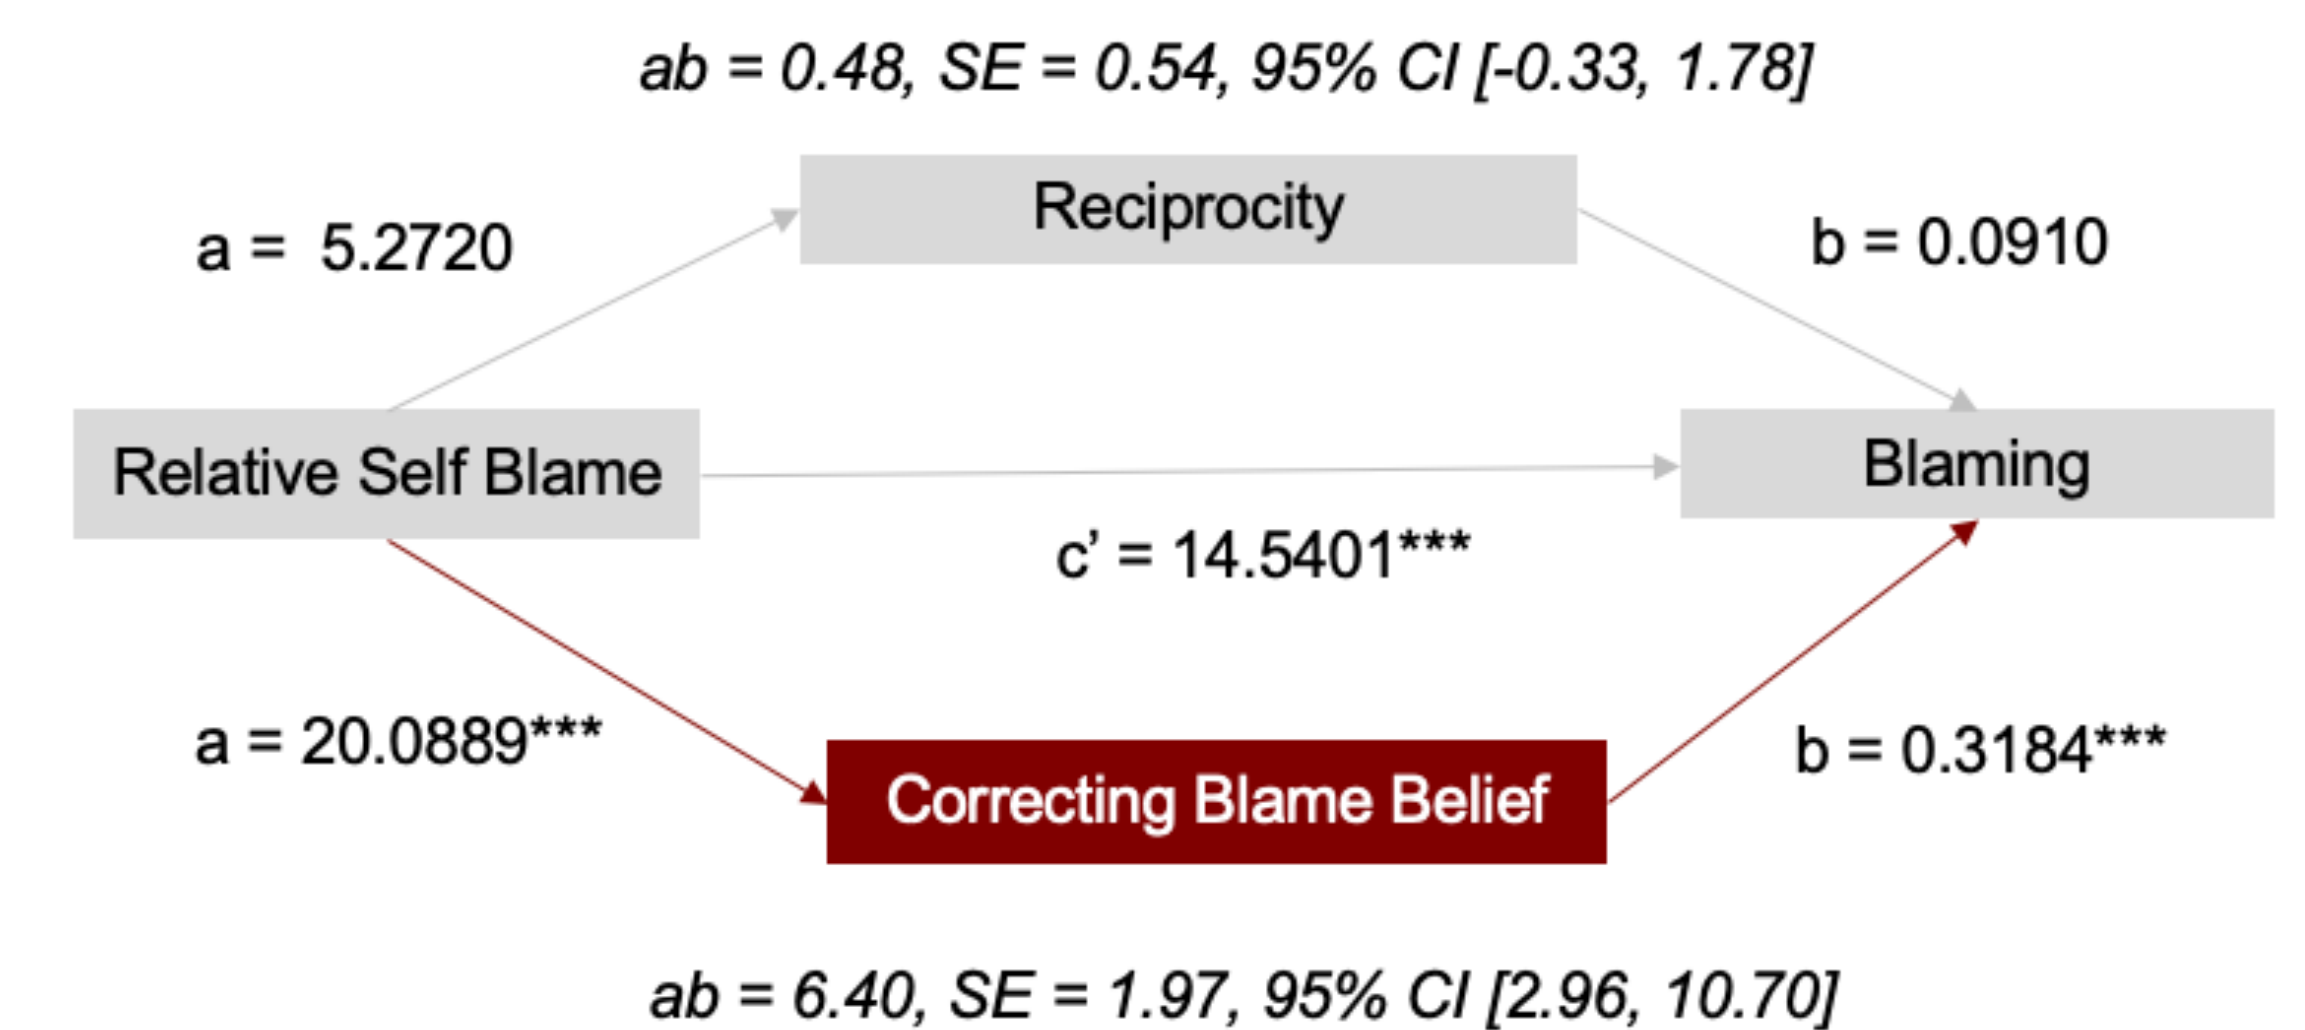 ab = 0.48, SE = 0.54, 95% CI [-0.33, 1.78]
Reciprocity
a =  5.2720
b = 0.0910
Relative Self Blame
Blaming
c’ = 14.5401***
a = 20.0889***
b = 0.3184***
Correcting Blame Belief
ab = 6.40, SE = 1.97, 95% CI [2.96, 10.70]